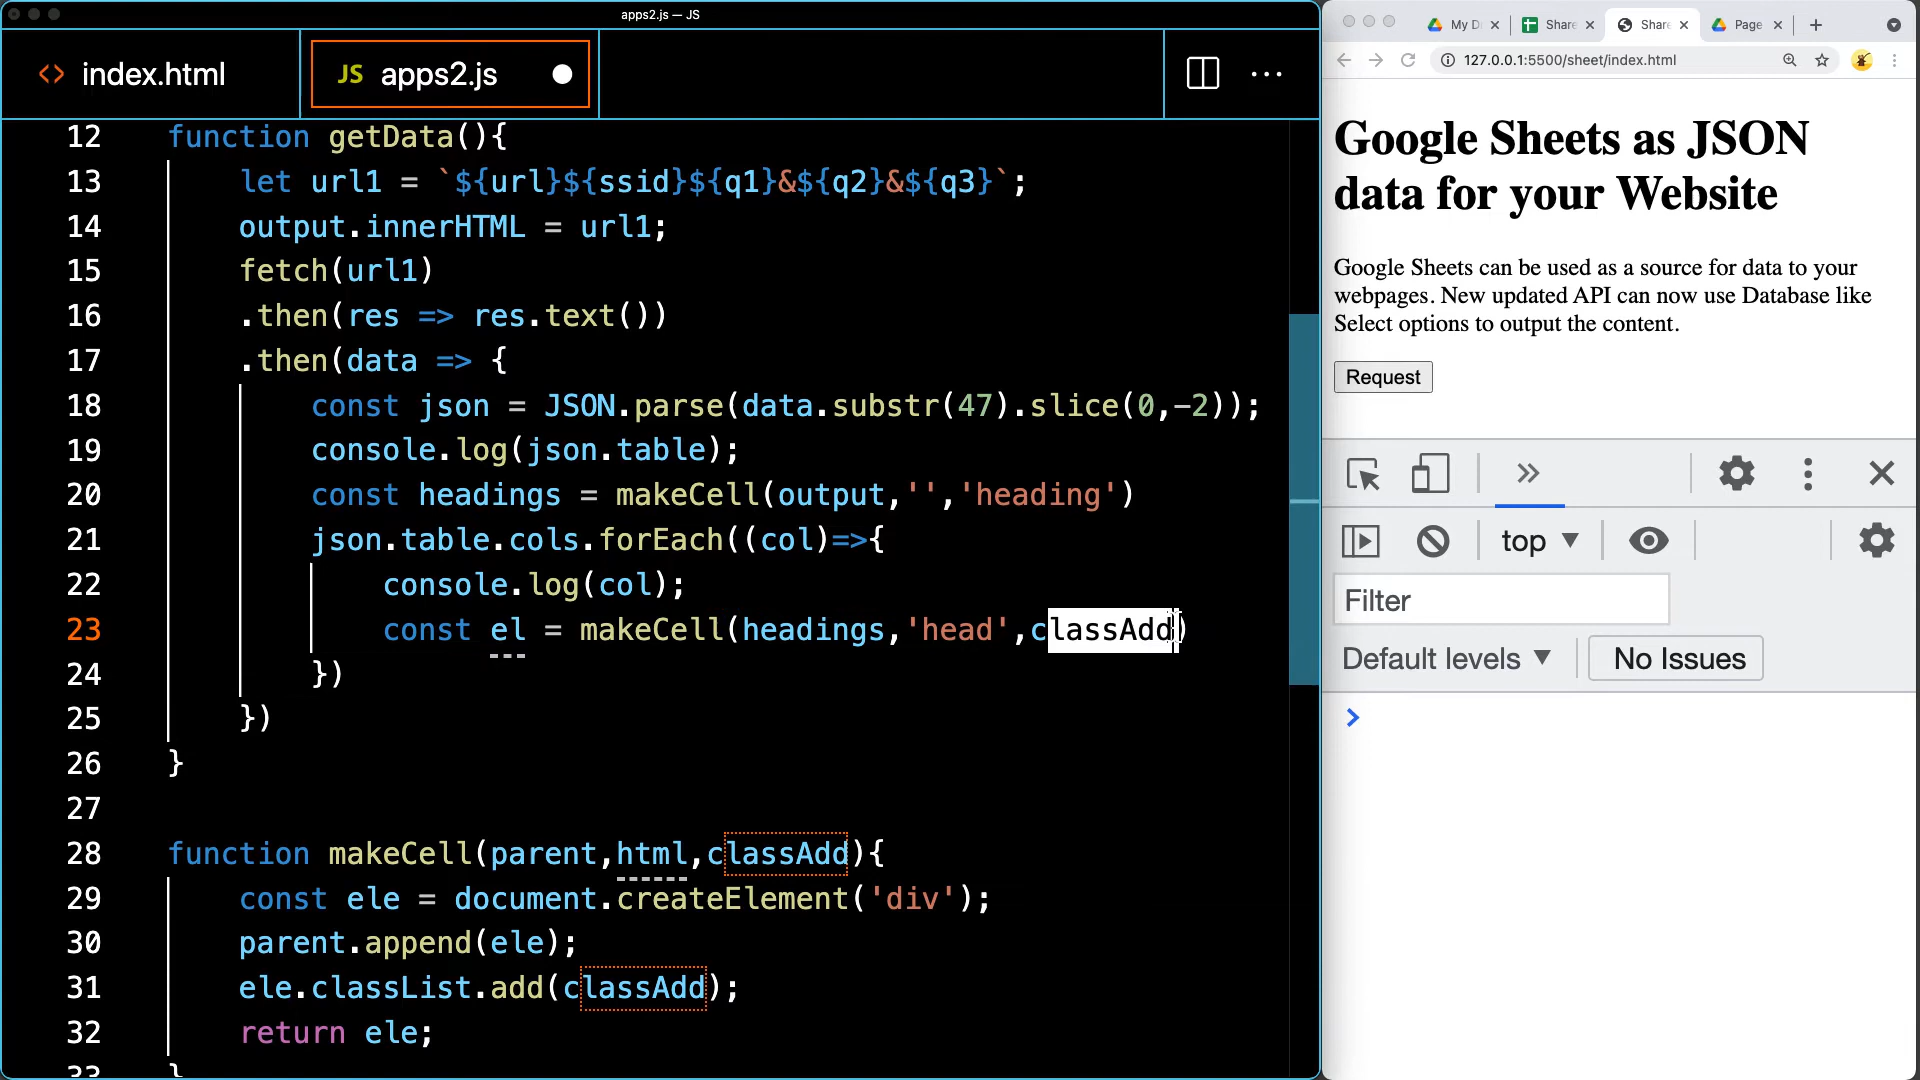 apps2.js — JS
<> index.html
JS apps2.js
12 function getData(){
13 let url1 = `${url}${ssid}${q1}&${q2}&${q3}`;
14 output.innerHTML = url1;
15 fetch(url1)
16 .then(res => res.text())
17 .then(data => {
18 const json = JSON.parse(data.substr(47).slice(0,-2));
19 console.log(json.table);
20 const headings = makeCell(output,'','heading')
21 json.table.cols.forEach((col)=>{
22 console.log(col);
23 const el = makeCell(headings,'head',classAdd)
24 })
25 })
26 }
27
28 function makeCell(parent,html,classAdd){
29 const ele = document.createElement('div');
30 parent.append(ele);
31 ele.classList.add(classAdd);
32 return ele;
33 }
My D
Share
Share
Page
127.0.0.1:5500/sheet/index.html
Google Sheets as JSON
data for your Website
Google Sheets can be used as a source for data to your
webpages. New updated API can now use Database like
Select options to output the content.
Request
top
Filter
Default levels
No Issues